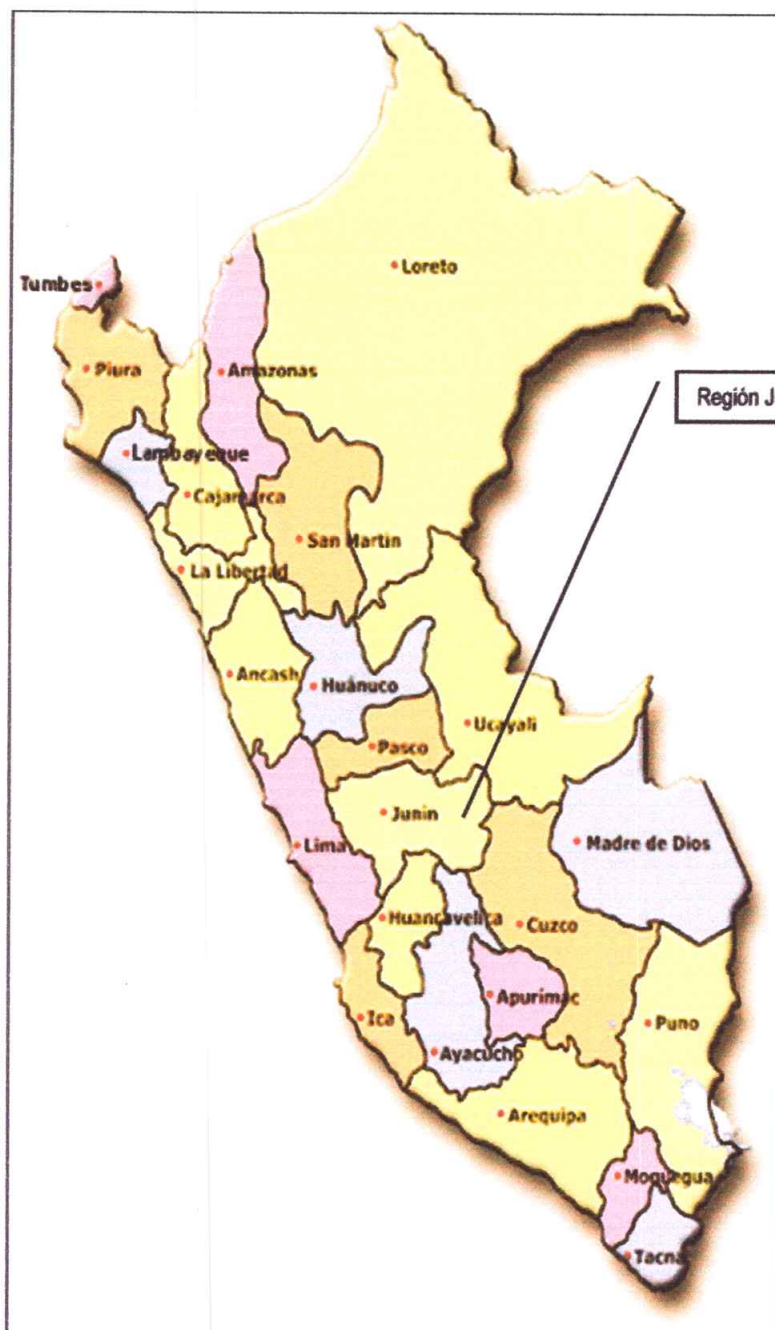 Loreto
Tumbes
Piura
Amazonas
Región J
Lambayeque
Cajamarca
San Martin
La Libertad
Ancash
Huánuco
Ucayali
Pasco
Junin
Lima
Madre de Dios
Huancavelica
Cuzco
Apurimac
Ica
Puno
Ayacucho
Arequipa
Moquegua
Tacna